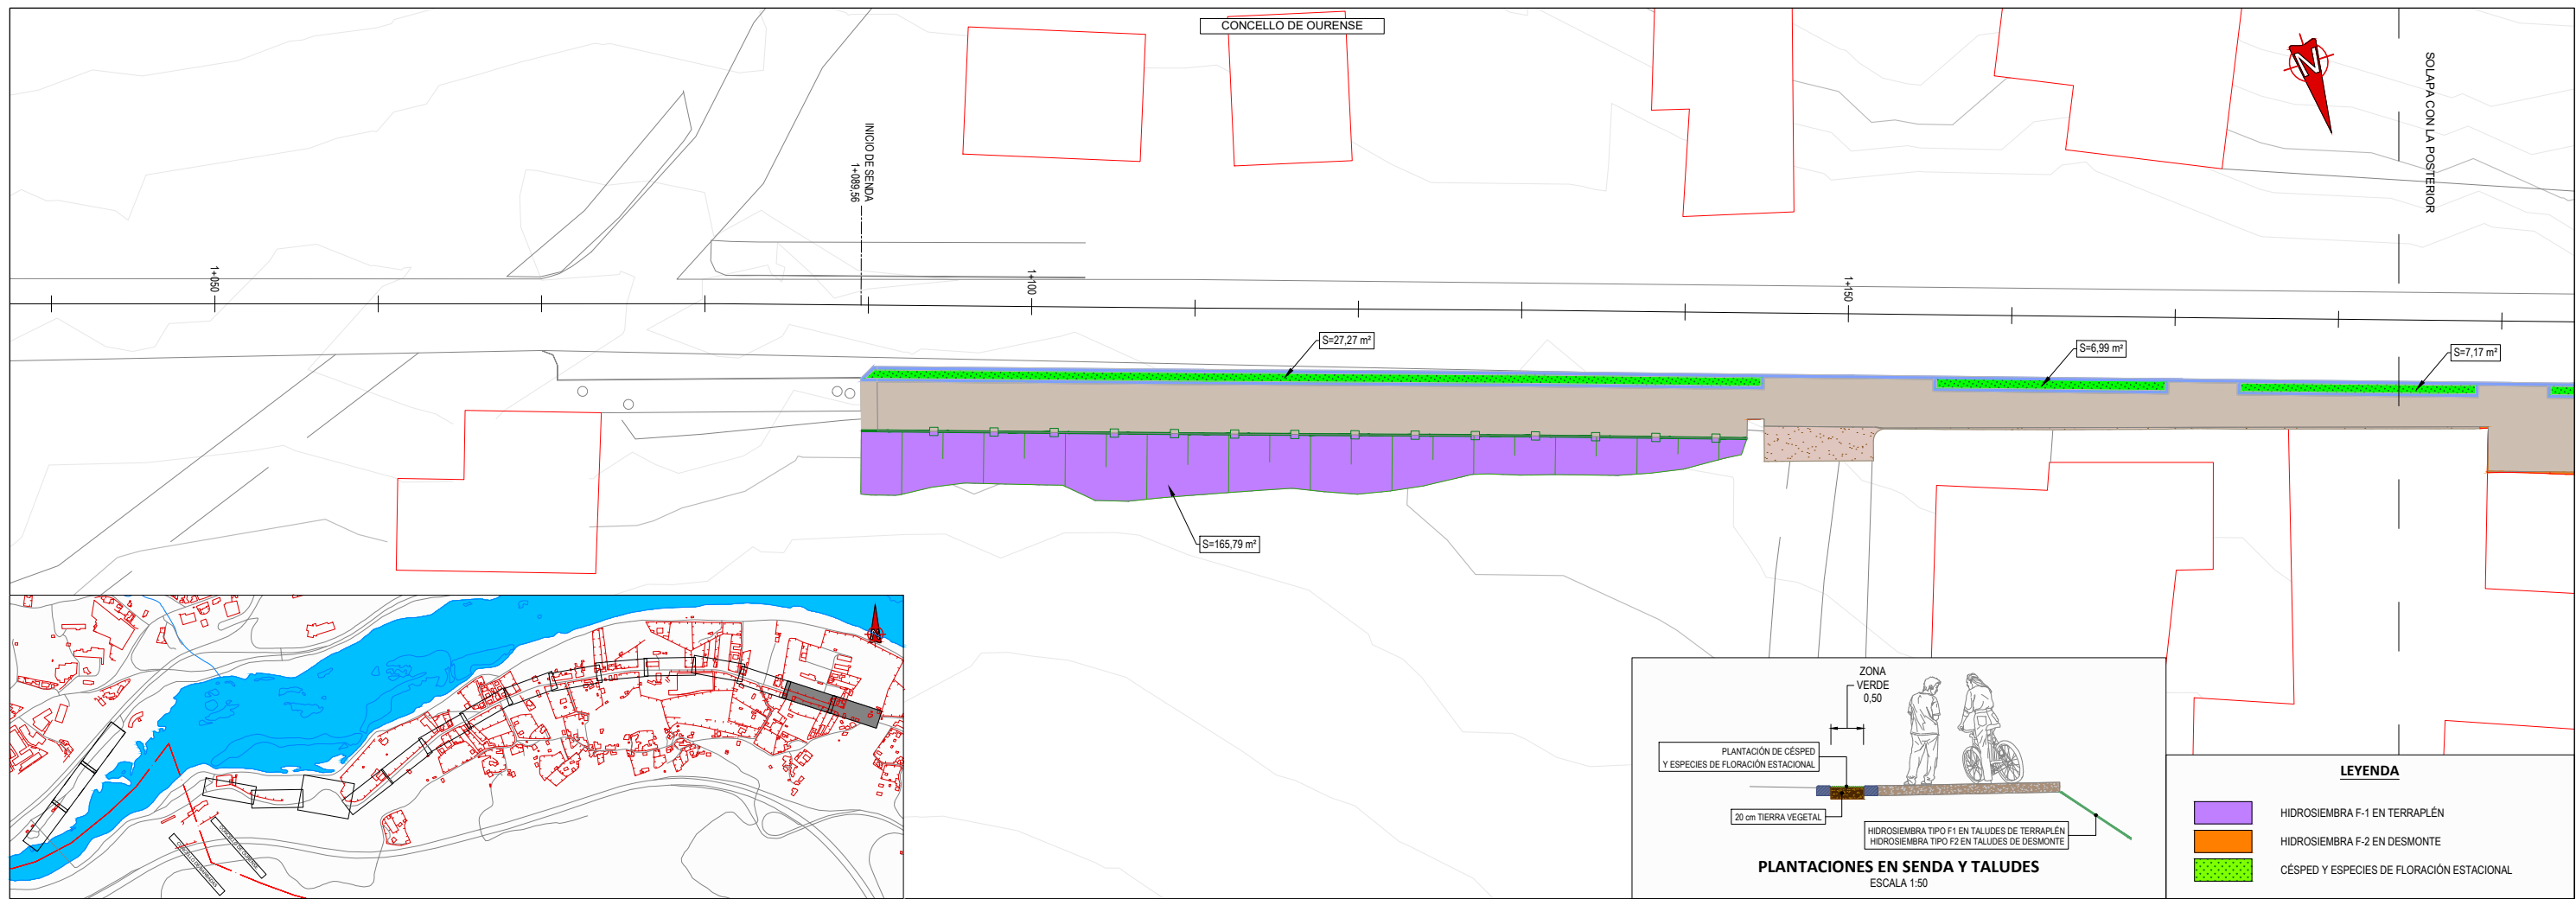 CONCELLO DE OURENSE
N
SOLAPA CON LA POSTERIOR
INICIO DE SENDA
1+089,56
1+050
1+100
1+150
S=27,27 m²
S=6,99 m²
S=7,17 m²
S=165,79 m²
ZONA
VERDE
0,50
PLANTACIÓN DE CÉSPED
Y ESPECIES DE FLORACIÓN ESTACIONAL
20 cm TIERRA VEGETAL
HIDROSIEMBRA TIPO F1 EN TALUDES DE TERRAPLÉN
HIDROSIEMBRA TIPO F2 EN TALUDES DE DESMONTE
PLANTACIONES EN SENDA Y TALUDES
ESCALA 1:50
LEYENDA
HIDROSIEMBRA F-1 EN TERRAPLÉN
HIDROSIEMBRA F-2 EN DESMONTE
CÉSPED Y ESPECIES DE FLORACIÓN ESTACIONAL